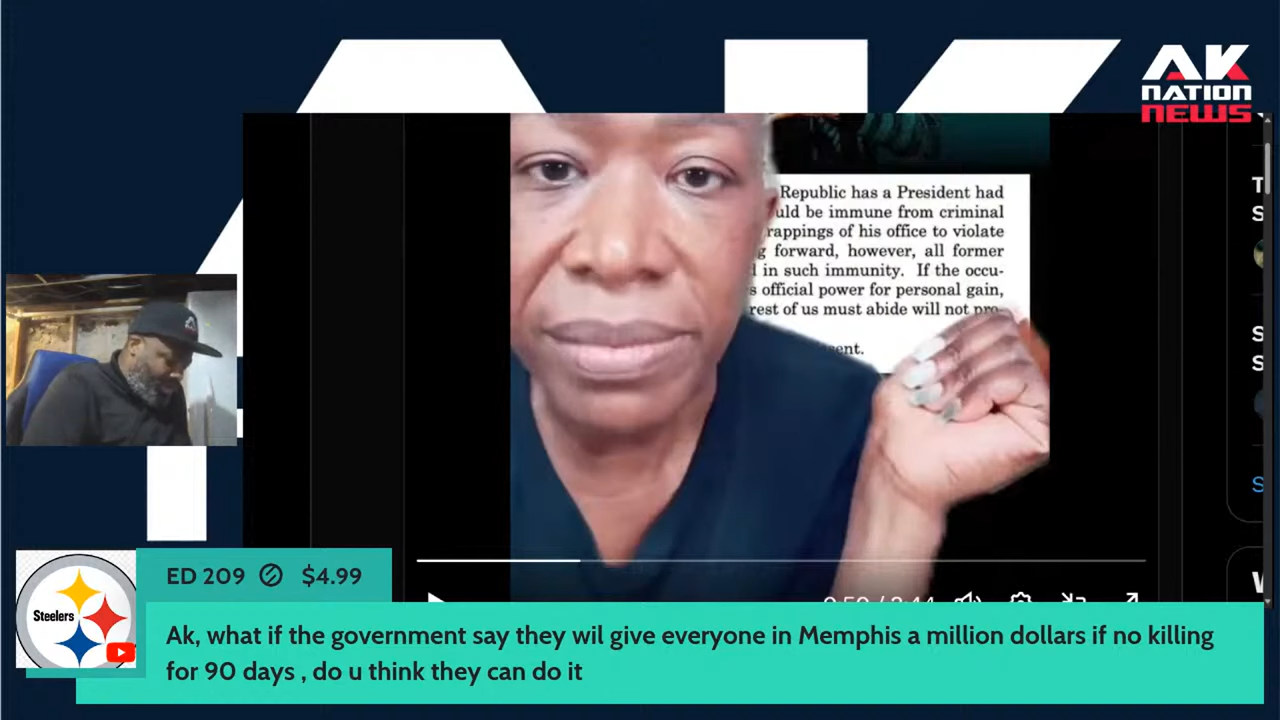 AK
NATION
NEWS
Republic has a President had
uld be immune from criminal
rappings of his office to violate
g forward, however, all former
in such immunity. If the occu-
s official power for personal gain,
rest of us must abide will not pro-
ent.
T
S
S
S
S
Steelers
ED 209 $4.99
Ak, what if the government say they wil give everyone in Memphis a million dollars if no killing
for 90 days , do u think they can do it